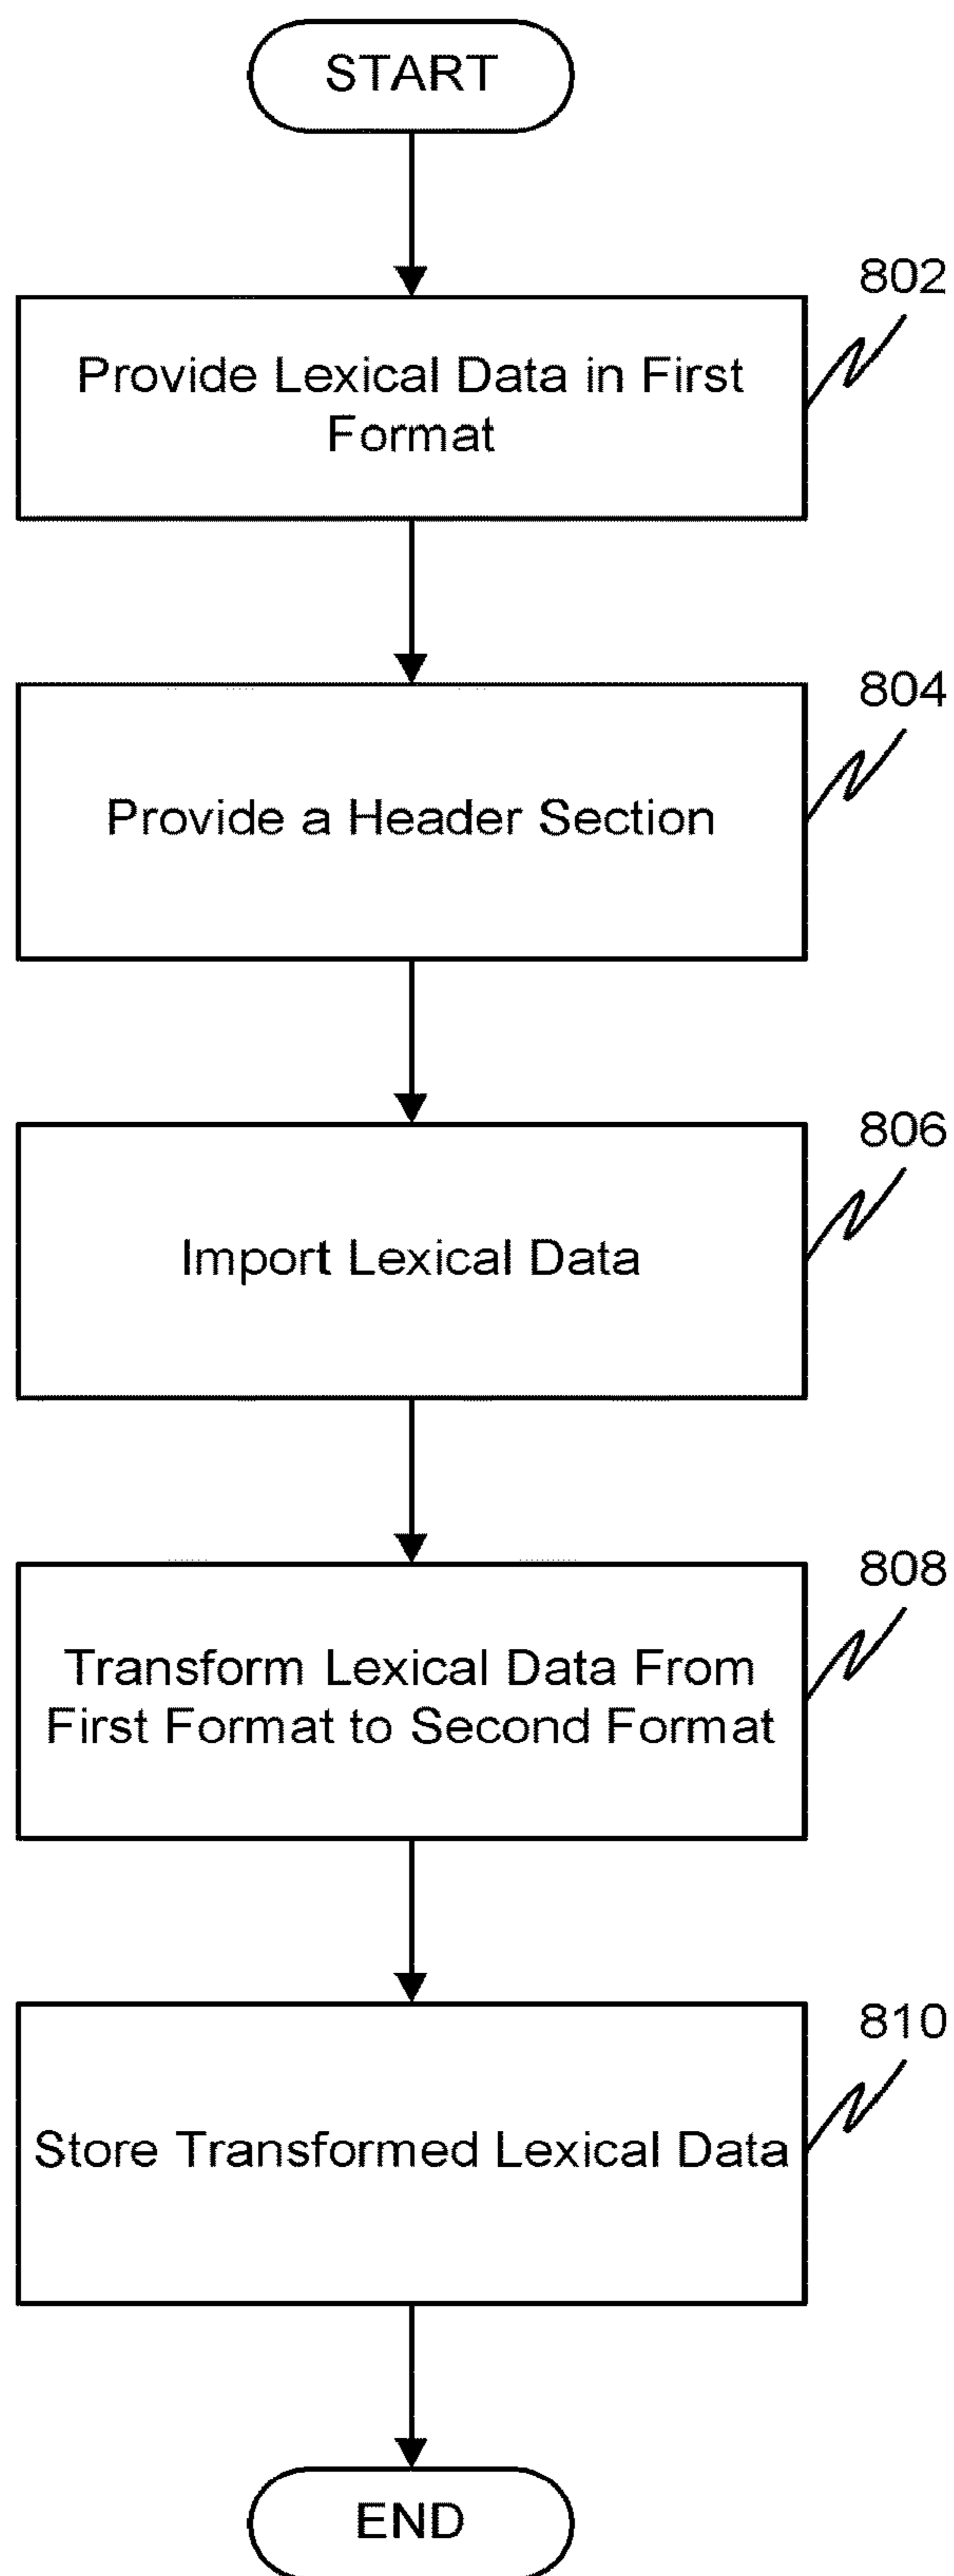 START
802
Provide Lexical Data in First
Format
804
Provide a Header Section
806
Import Lexical Data
808
Transform Lexical Data From
First Format to Second Format
810
Store Transformed Lexical Data
END